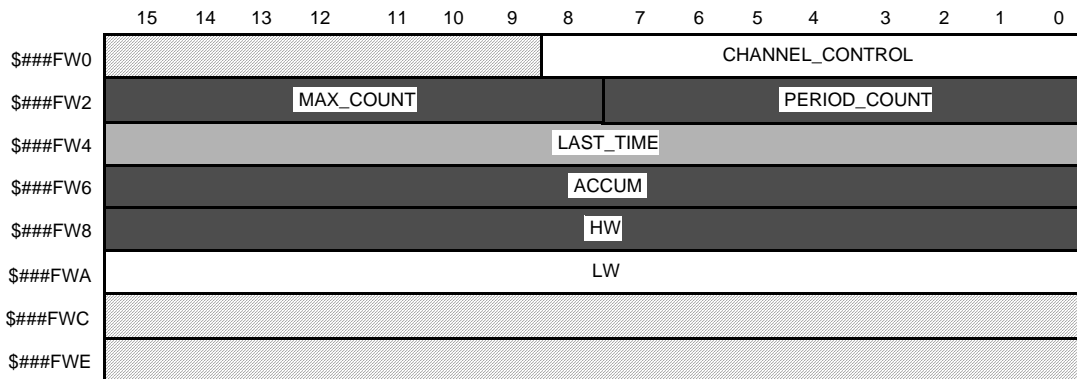 15 14 13 12 11 10 9 8 7 6 5 4 3 2 1 0
$###FW0 CHANNEL_CONTROL
$###FW2 MAX_COUNT PERIOD_COUNT
$###FW4 LAST_TIME
$###FW6 ACCUM
$###FW8 HW
$###FWA LW
$###FWC
$###FWE